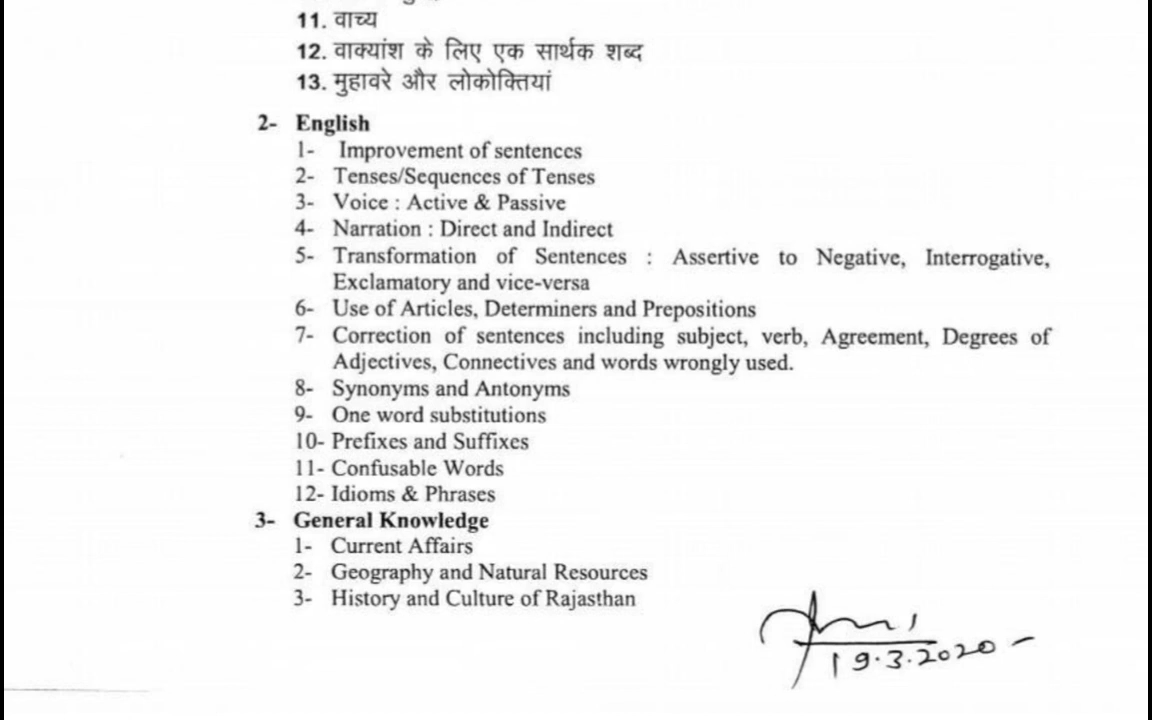 11. वाच्य
12. वाक्यांश के लिए एक सार्थक शब्द
13. मुहावरे और लोकोक्तियां
2- English
1- Improvement of sentences
2- Tenses/Sequences of Tenses
3- Voice : Active & Passive
4- Narration : Direct and Indirect
5- Transformation of Sentences : Assertive to Negative, Interrogative,
Exclamatory and vice-versa
6- Use of Articles, Determiners and Prepositions
7- Correction of sentences including subject, verb, Agreement, Degrees of
Adjectives, Connectives and words wrongly used.
8- Synonyms and Antonyms
9- One word substitutions
10- Prefixes and Suffixes
11- Confusable Words
12- Idioms & Phrases
3- General Knowledge
1- Current Affairs
2- Geography and Natural Resources
3- History and Culture of Rajasthan
19.3.2020